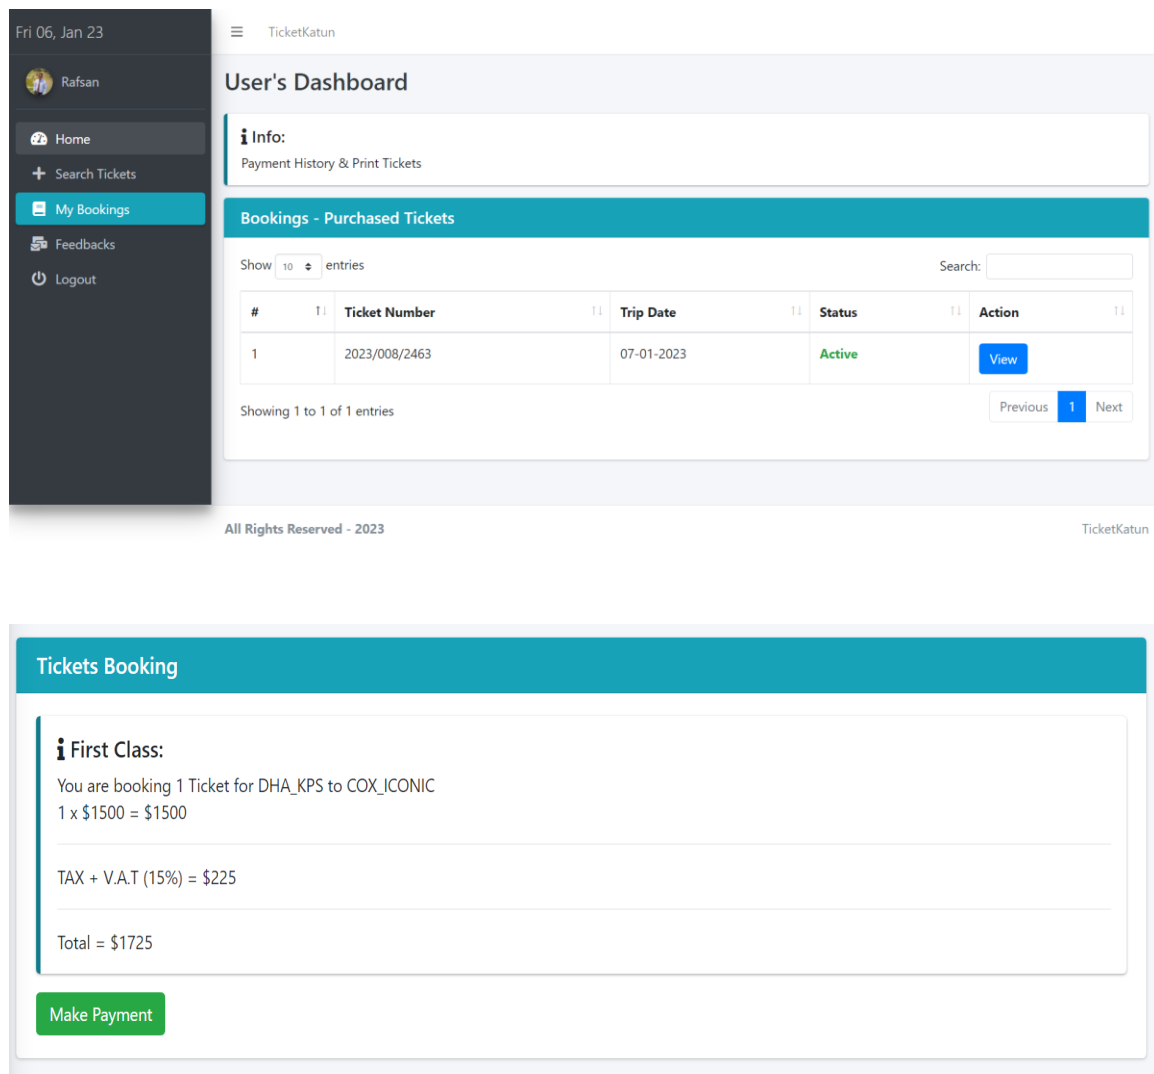 Fri 06, Jan 23
TicketKatun
Rafsan
Home
Search Tickets
My Bookings
Feedbacks
Logout
User's Dashboard
Info:
Payment History & Print Tickets
Bookings - Purchased Tickets
Show 10 entries
Search:
# Ticket Number Trip Date Status Action
1 2023/008/2463 07-01-2023 Active View
Showing 1 to 1 of 1 entries
Previous 1 Next
All Rights Reserved - 2023
TicketKatun
Tickets Booking
First Class:
You are booking 1 Ticket for DHA_KPS to COX_ICONIC
1 x $1500 = $1500
TAX + V.A.T (15%) = $225
Total = $1725
Make Payment